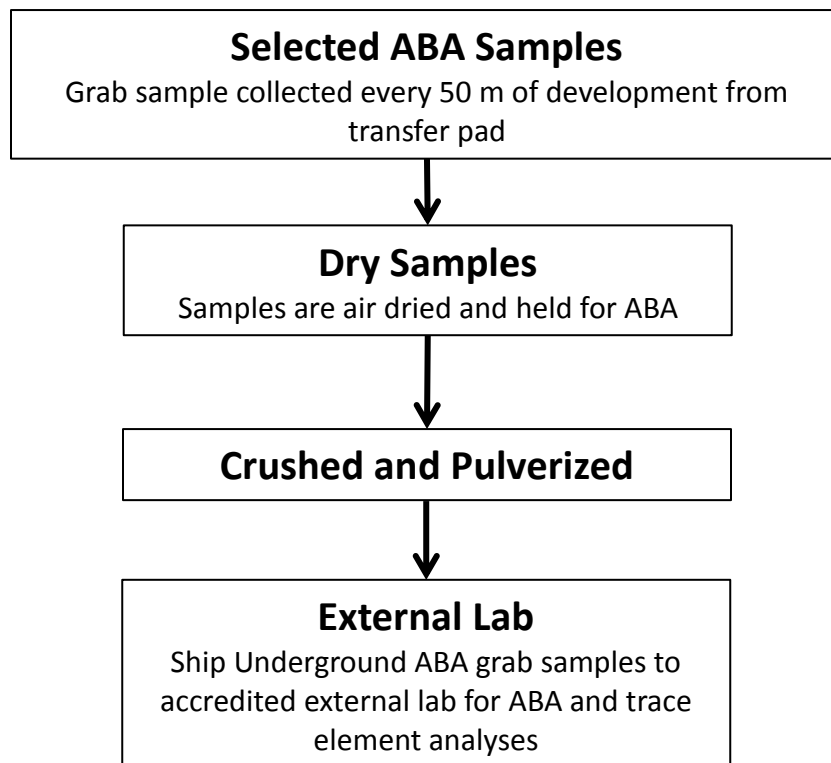 Selected ABA Samples
Grab sample collected every 50 m of development from
transfer pad
Dry Samples
Samples are air dried and held for ABA
Crushed and Pulverized
External Lab
Ship Underground ABA grab samples to
accredited external lab for ABA and trace
element analyses